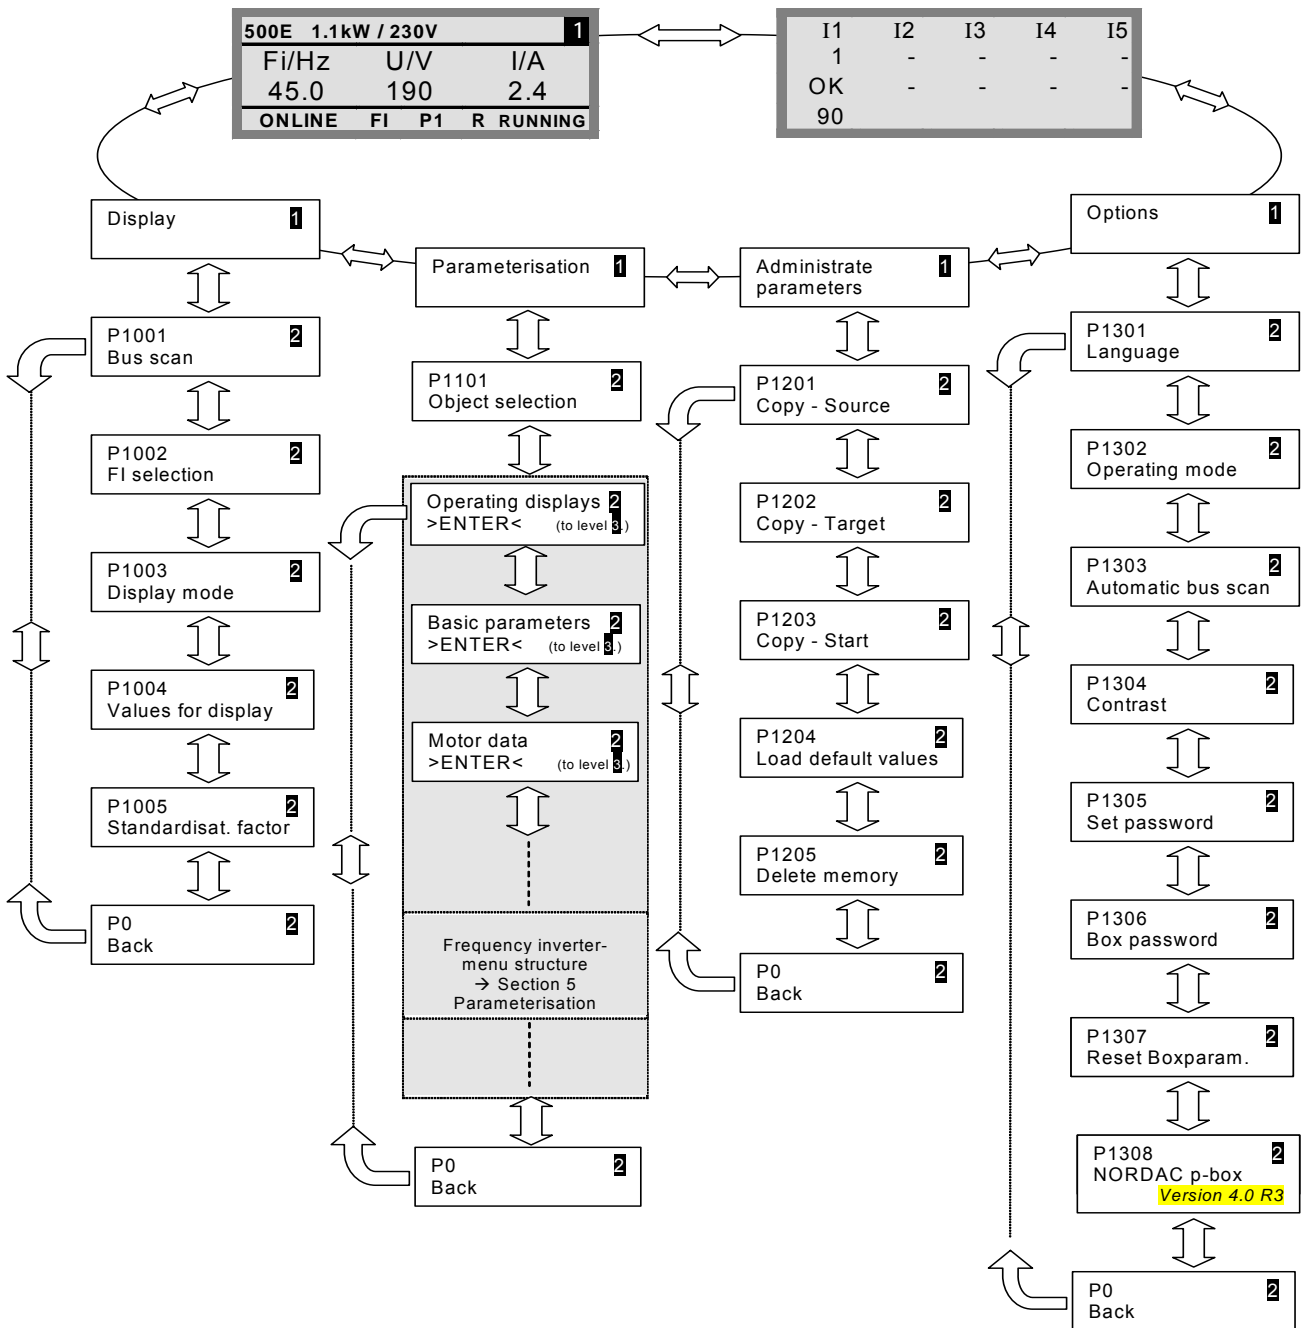 500E 1.1kW / 230V 1
Fi/Hz U/V I/A
45.0 190 2.4
ONLINE FI P1 R RUNNING
I1 I2 I3 I4 I5
1 - - - -
OK - - - -
90
Display 1
P1001 2
Bus scan
P1002 2
FI selection
P1003 2
Display mode
P1004 2
Values for display
P1005 2
Standardisat. factor
P0 2
Back
Parameterisation 1
P1101 2
Object selection
Operating displays 2
>ENTER< (to level 3.)
Basic parameters 2
>ENTER< (to level 3.)
Motor data 2
>ENTER< (to level 3.)
Frequency inverter-
menu structure
→ Section 5
Parameterisation
P0 2
Back
Administrate 1
parameters
P1201 2
Copy - Source
P1202 2
Copy - Target
P1203 2
Copy - Start
P1204 2
Load default values
P1205 2
Delete memory
P0 2
Back
Options 1
P1301 2
Language
P1302 2
Operating mode
P1303 2
Automatic bus scan
P1304 2
Contrast
P1305 2
Set password
P1306 2
Box password
P1307 2
Reset Boxparam.
P1308 2
NORDAC p-box
Version 4.0 R3
P0 2
Back